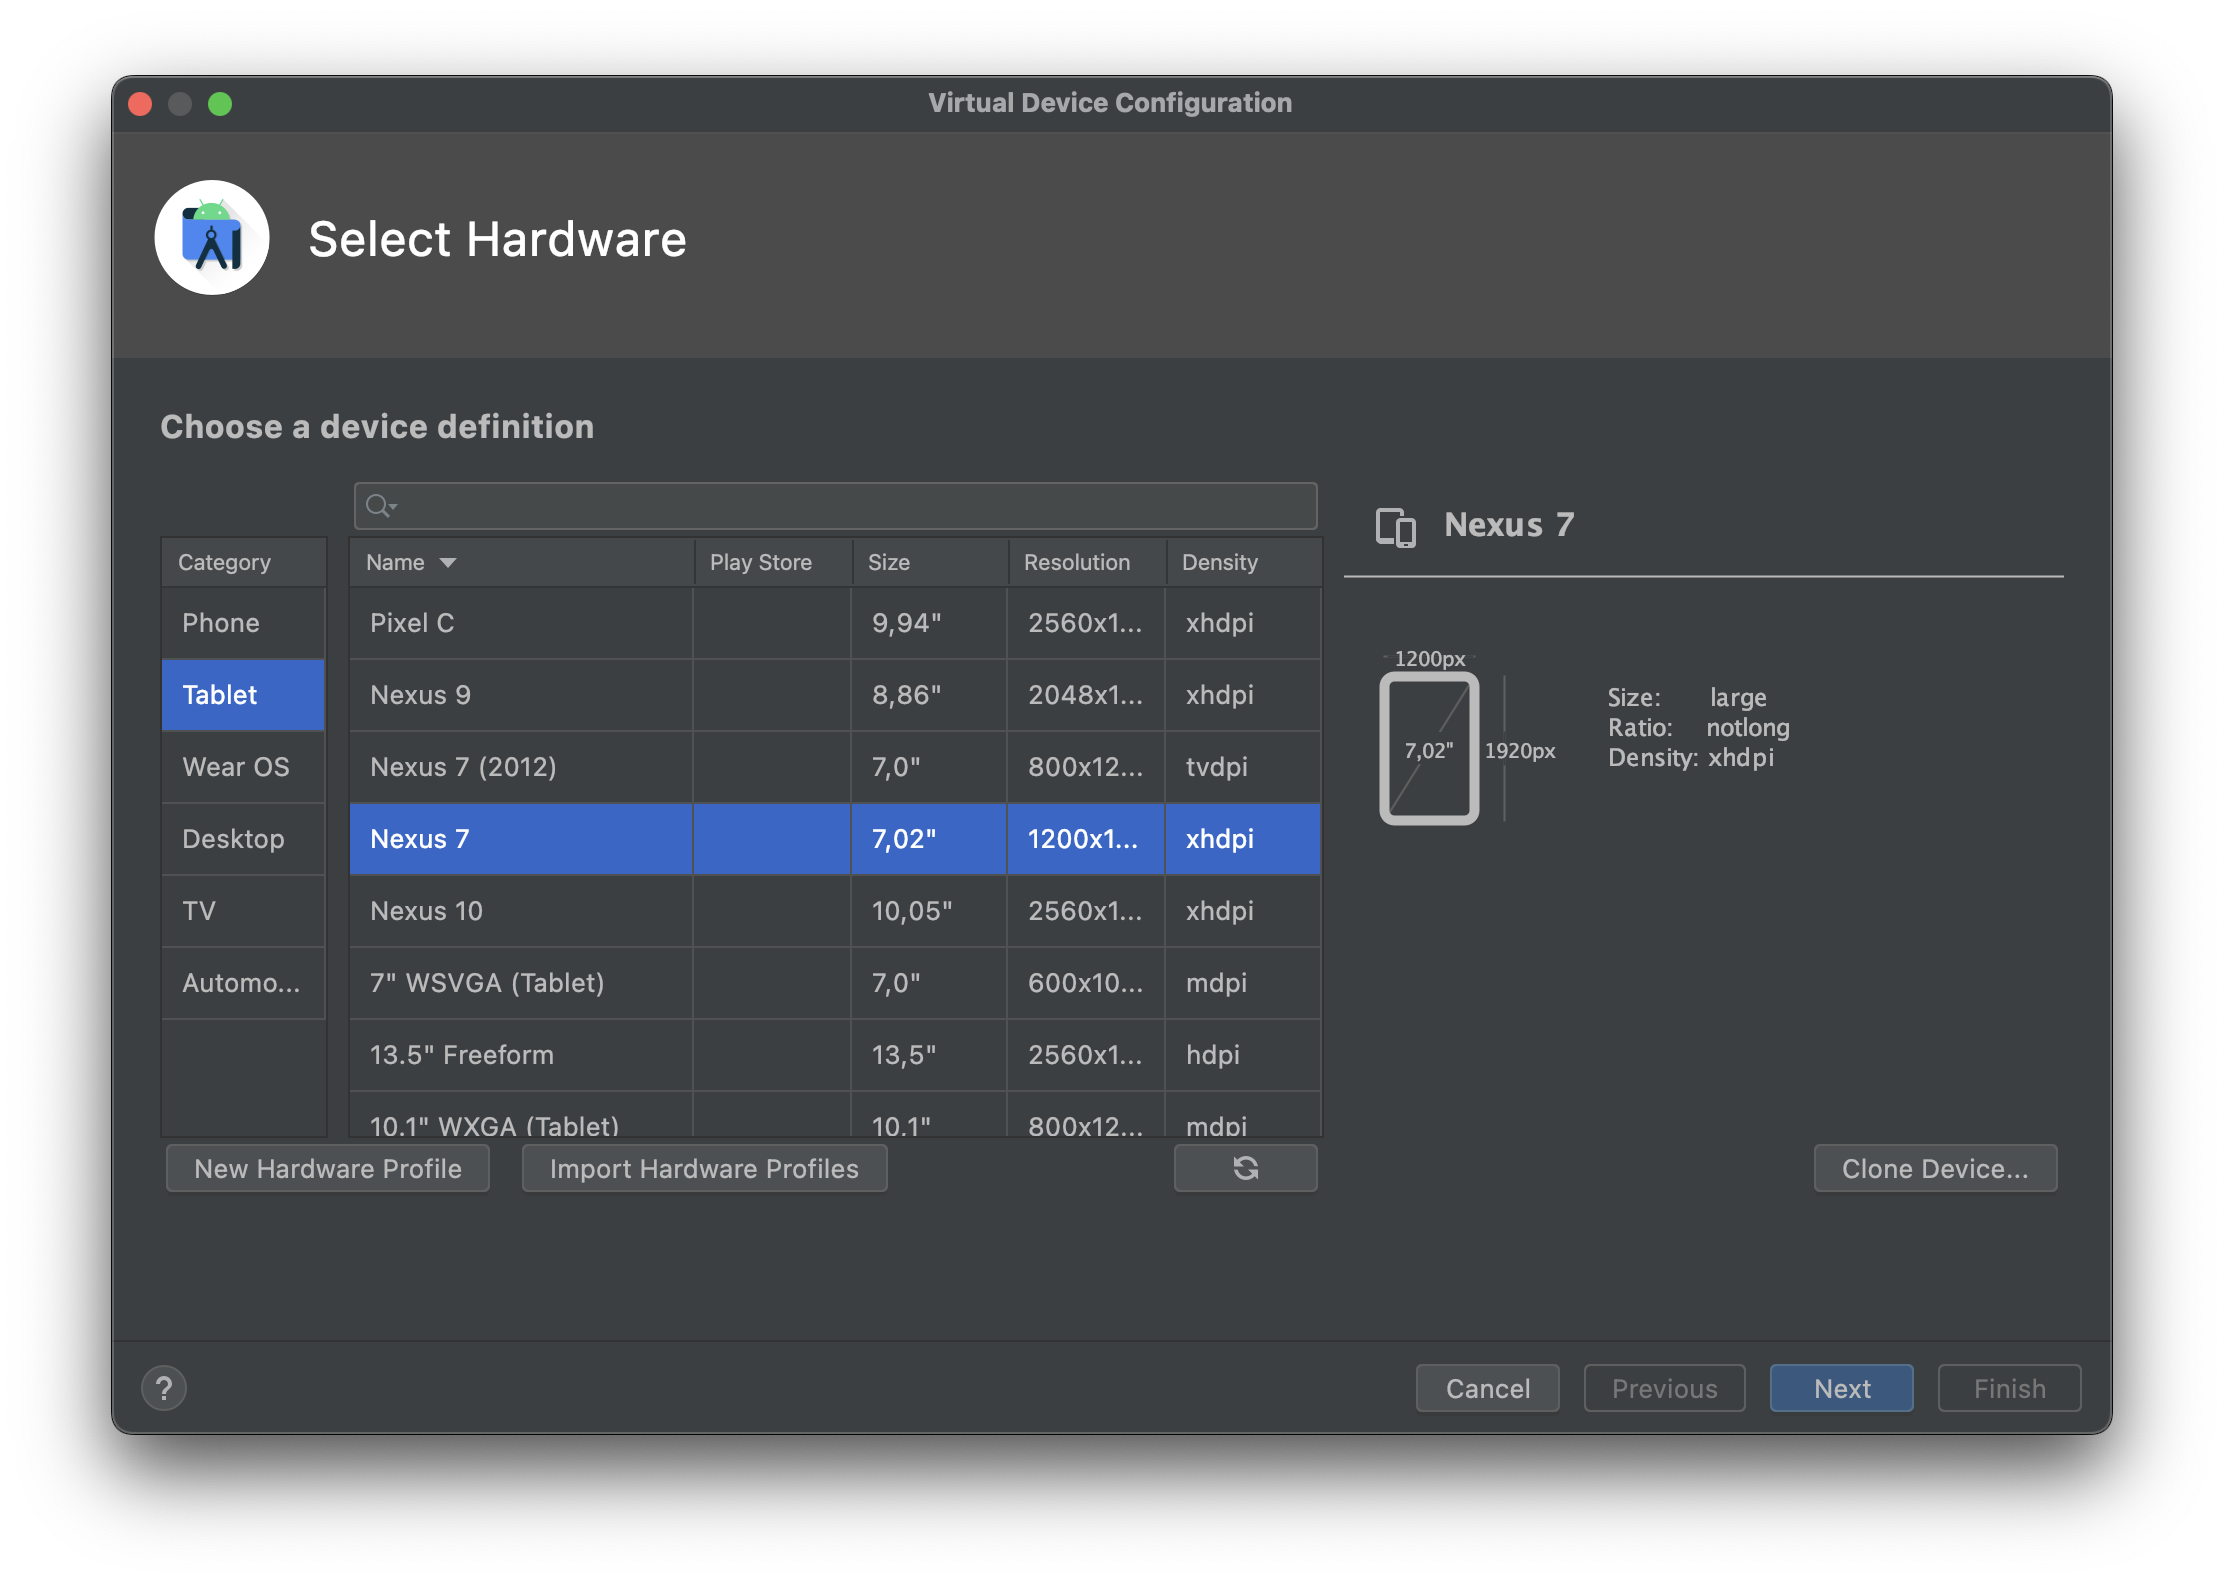 Virtual Device Configuration
Select Hardware
Choose a device definition
Category
Phone
Tablet
Wear OS
Desktop
TV
Automo...
Name Play Store Size Resolution Density
Pixel C 9,94" 2560x1... xhdpi
Nexus 9 8,86" 2048x1... xhdpi
Nexus 7 (2012) 7,0" 800x12... tvdpi
Nexus 7 7,02" 1200x1... xhdpi
Nexus 10 10,05" 2560x1... xhdpi
7" WSVGA (Tablet) 7,0" 600x10... mdpi
13.5" Freeform 13,5" 2560x1... hdpi
10.1" WXGA (Tablet) 10,1" 800x12... mdpi
Nexus 7
1200px
7,02"
1920px
Size: large
Ratio: notlong
Density: xhdpi
New Hardware Profile
Import Hardware Profiles
Clone Device...
?
Cancel
Previous
Next
Finish